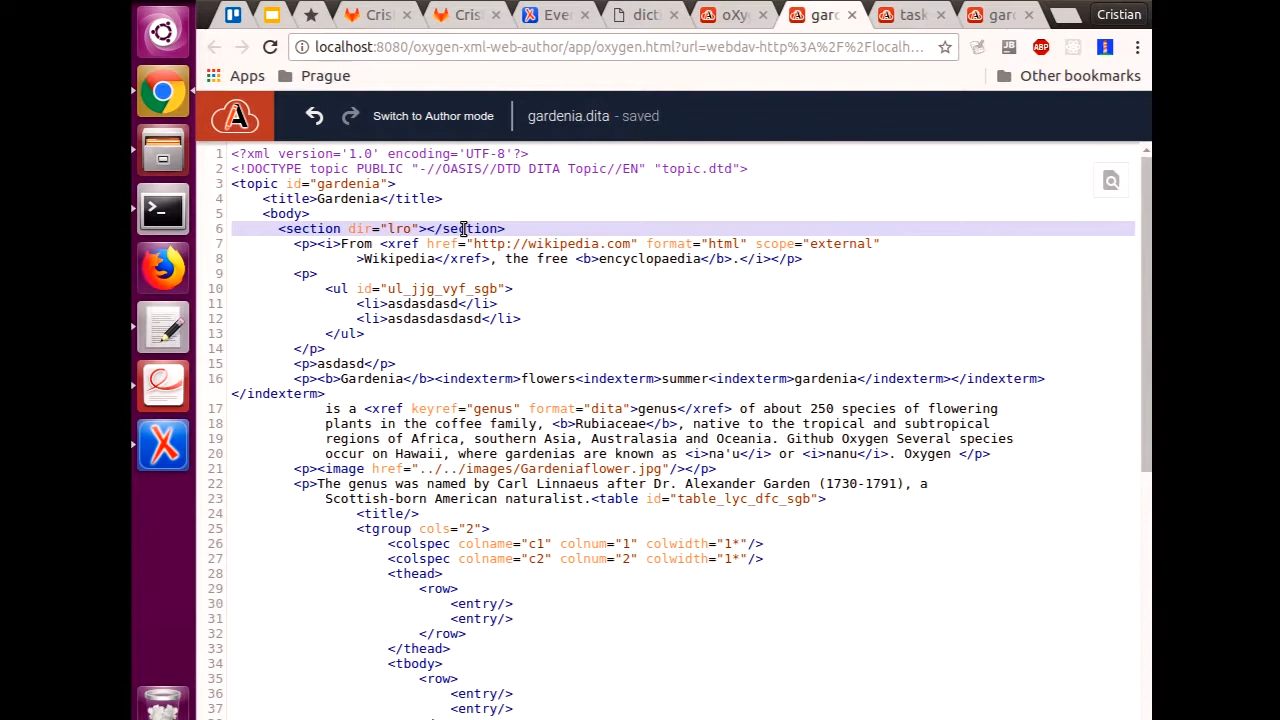 Cris
Cris
Eve
dict
oXy
gard
task
gar
Cristian
localhost:8080/oxygen-xml-web-author/app/oxygen.html?url=webdav-http%3A%2F%2Flocalh...
JB
ABP
Apps
Prague
Other bookmarks
A
Switch to Author mode
gardenia.dita - saved
1 <?xml version='1.0' encoding='UTF-8'?>
2 <!DOCTYPE topic PUBLIC "-//OASIS//DTD DITA Topic//EN" "topic.dtd">
3 <topic id="gardenia">
4 <title>Gardenia</title>
5 <body>
6 <section dir="lro"></section>
7 <p><i>From <xref href="http://wikipedia.com" format="html" scope="external"
8 >Wikipedia</xref>, the free <b>encyclopaedia</b>.</i></p>
9 <p>
10 <ul id="ul_jjg_vyf_sgb">
11 <li>asdasdasd</li>
12 <li>asdasdasdasd</li>
13 </ul>
14 </p>
15 <p>asdasd</p>
16 <p><b>Gardenia</b><indexterm>flowers<indexterm>summer<indexterm>gardenia</indexterm></indexterm>
</indexterm>
17 is a <xref keyref="genus" format="dita">genus</xref> of about 250 species of flowering
18 plants in the coffee family, <b>Rubiaceae</b>, native to the tropical and subtropical
19 regions of Africa, southern Asia, Australasia and Oceania. Github Oxygen Several species
20 occur on Hawaii, where gardenias are known as <i>na'u</i> or <i>nanu</i>. Oxygen </p>
21 <p><image href="../../images/Gardeniaflower.jpg"/></p>
22 <p>The genus was named by Carl Linnaeus after Dr. Alexander Garden (1730-1791), a
23 Scottish-born American naturalist.<table id="table_lyc_dfc_sgb">
24 <title/>
25 <tgroup cols="2">
26 <colspec colname="c1" colnum="1" colwidth="1*"/>
27 <colspec colname="c2" colnum="2" colwidth="1*"/>
28 <thead>
29 <row>
30 <entry/>
31 <entry/>
32 </row>
33 </thead>
34 <tbody>
35 <row>
36 <entry/>
37 <entry/>